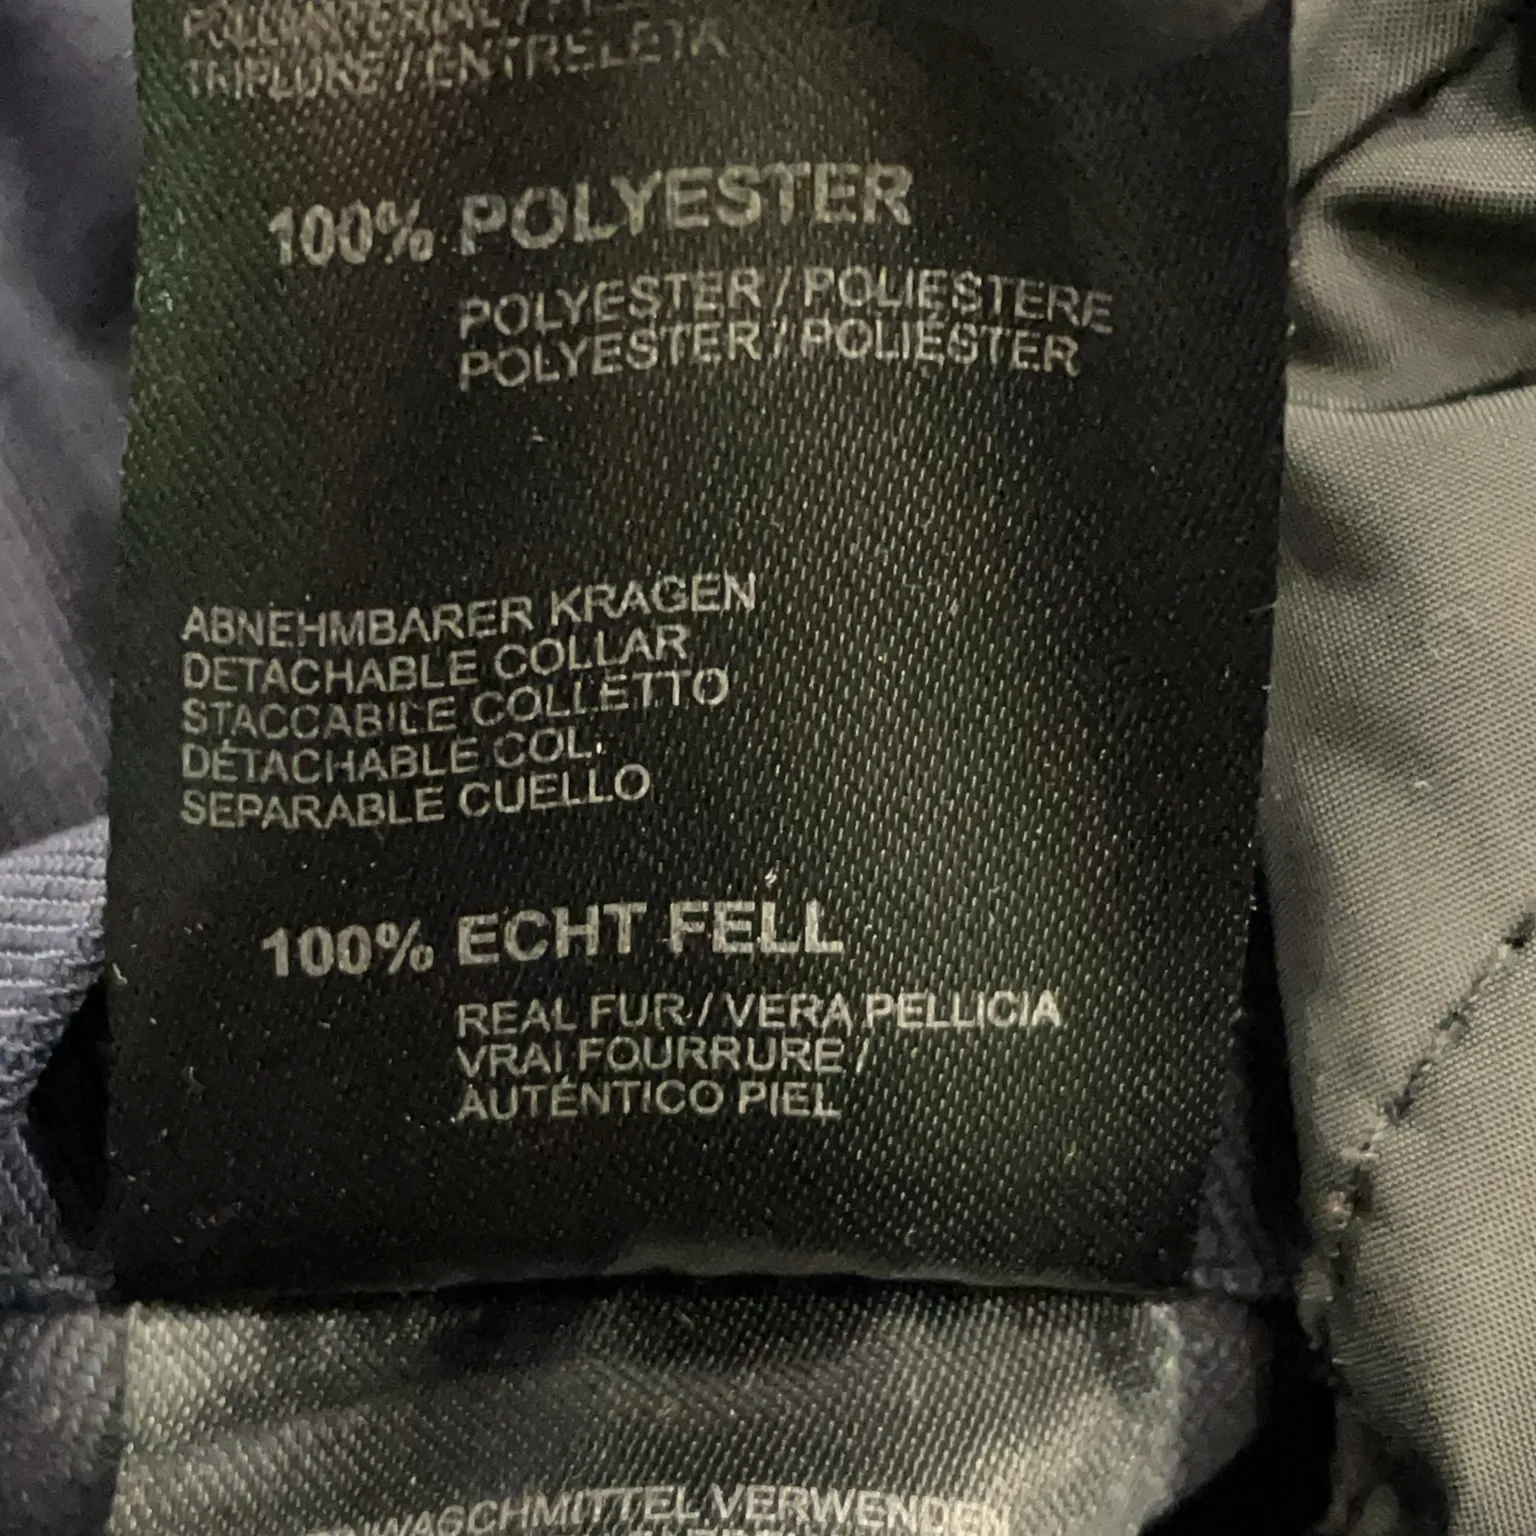 TRIPLURE / ENTRELETA
100% POLYESTER
POLYESTER / POLIESTERE
POLYESTER / POLIÉSTER
ABNEHMBARER KRAGEN
DETACHABLE COLLAR
STACCABILE COLLETTO
DÉTACHABLE COL.
SEPARABLE CUELLO
100% ECHT FELL
REAL FUR / VERA PELLICIA
VRAI FOURRURE /
AUTÉNTICO PIEL
WASCHMITTEL VERWENDEN